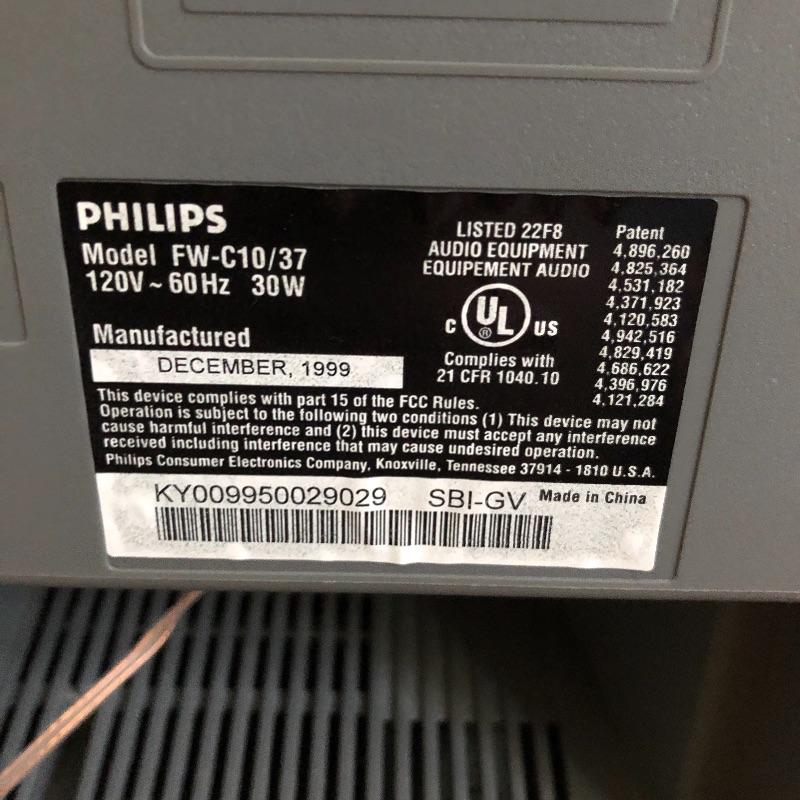 PHILIPS
Model FW-C10/37
120V ~ 60 Hz 30W
Manufactured
DECEMBER, 1999
LISTED 22F8
AUDIO EQUIPMENT
EQUIPEMENT AUDIO
C UL ® US
Complies with
21 CFR 1040.10
Patent
4,896,260
4,825,364
4,531,182
4,371,923
4,120,583
4,942,516
4,829,419
4,686,622
4,396,976
4,121,284
This device complies with part 15 of the FCC Rules.
Operation is subject to the following two conditions (1) This device may not
cause harmful interference and (2) this device must accept any interference
received including interference that may cause undesired operation.
Philips Consumer Electronics Company, Knoxville, Tennessee 37914 - 1810 U.S.A.
KY009950029029 SBI-GV Made in China